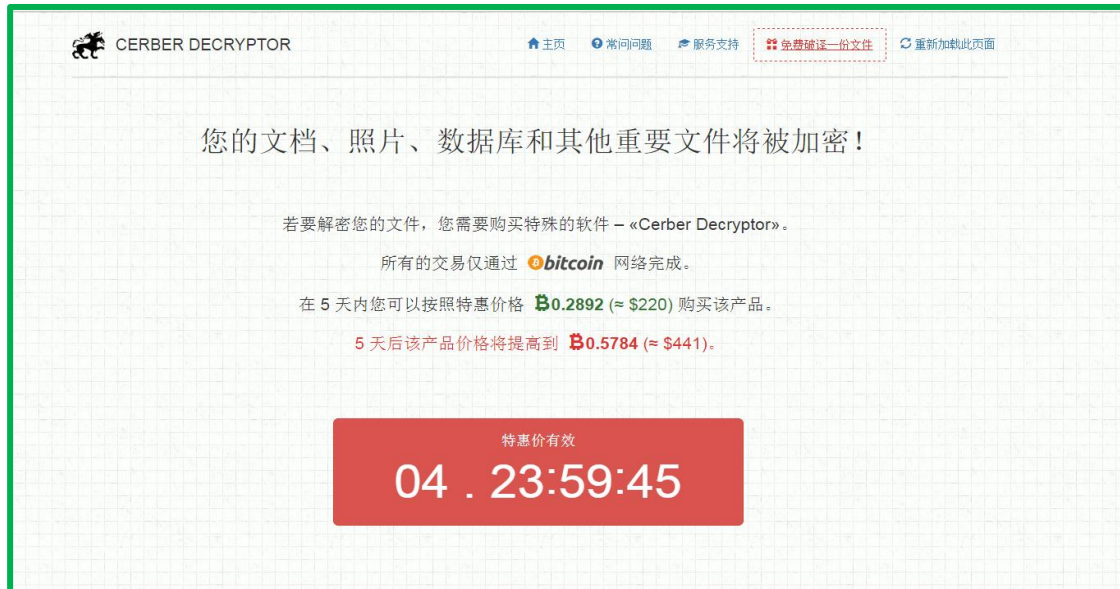 CERBER DECRYPTOR 主页 常问问题 服务支持 免费破译一份文件 重新加载此页面
您的文档、照片、数据库和其他重要文件将被加密!
若要解密您的文件，您需要购买特殊的软件 – «Cerber Decryptor»。
所有的交易仅通过 bitcoin 网络完成。
在 5 天内您可以按照特惠价格 ₿0.2892 (≈ $220) 购买该产品。
5 天后该产品价格将提高到 ₿0.5784 (≈ $441)。
特惠价有效
04 . 23:59:45